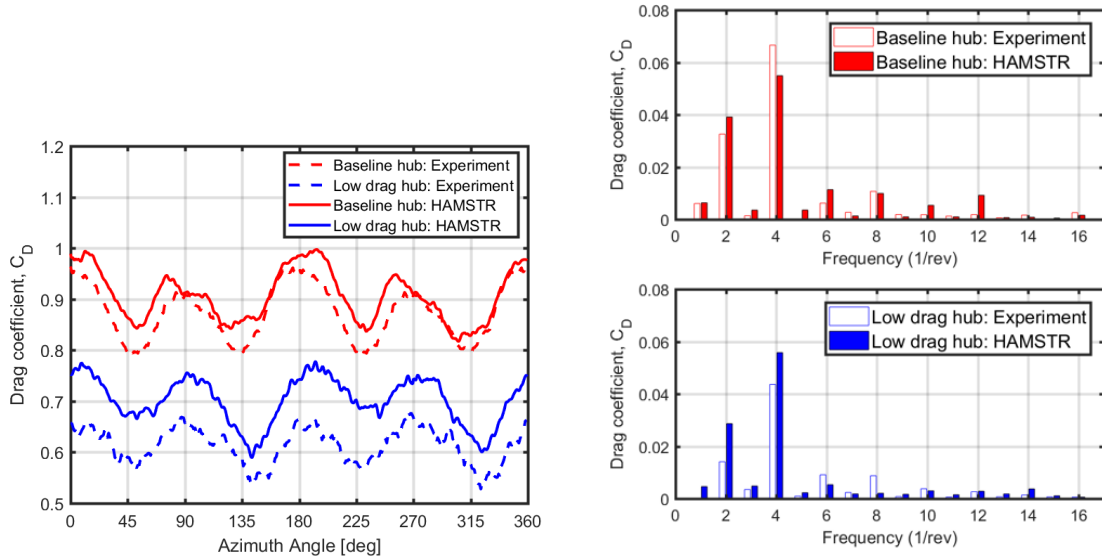 1.2
1.1
1
0.9
0.8
0.7
0.6
0.5
Drag coefficient, C_D
Baseline hub: Experiment
Low drag hub: Experiment
Baseline hub: HAMSTR
Low drag hub: HAMSTR
0 45 90 135 180 225 270 315 360
Azimuth Angle [deg]
0.08
0.06
0.04
0.02
0
Drag coefficient, C_D
Baseline hub: Experiment
Baseline hub: HAMSTR
0 2 4 6 8 10 12 14 16
Frequency (1/rev)
0.08
0.06
0.04
0.02
0
Drag coefficient, C_D
Low drag hub: Experiment
Low drag hub: HAMSTR
0 2 4 6 8 10 12 14 16
Frequency (1/rev)